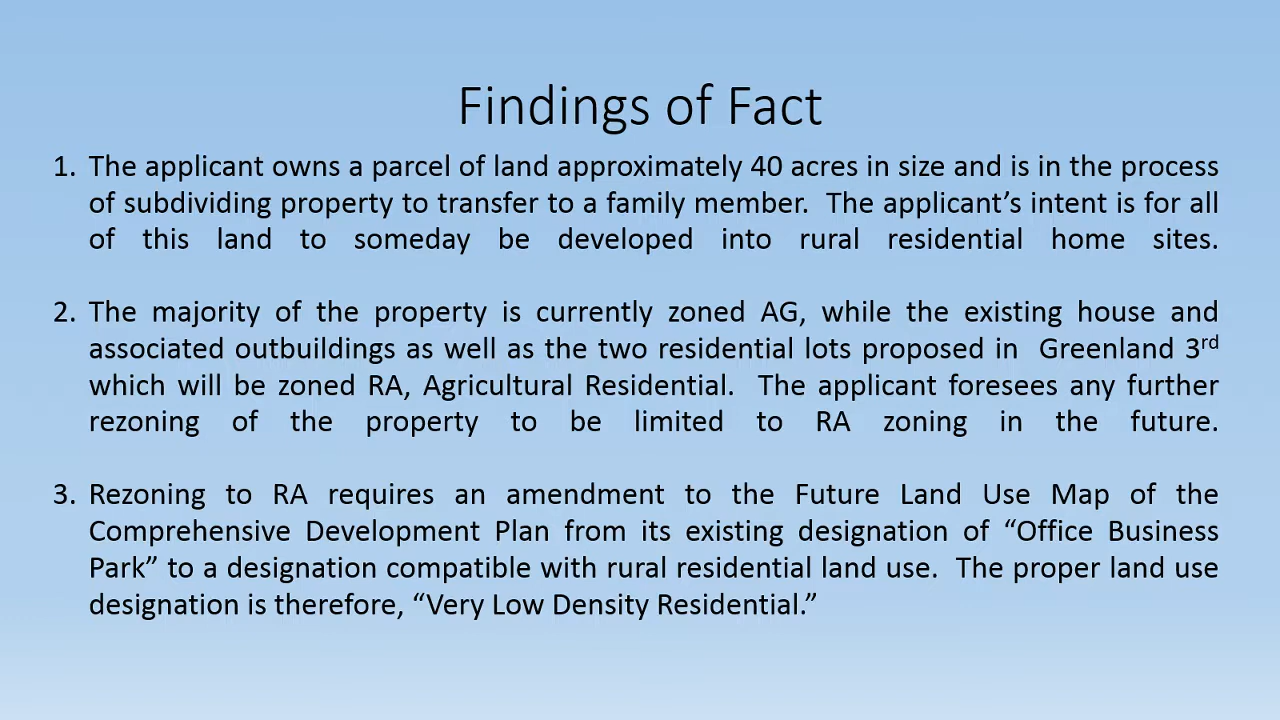 Findings of Fact
1. The applicant owns a parcel of land approximately 40 acres in size and is in the process
of subdividing property to transfer to a family member.  The applicant’s intent is for all
of this land to someday be developed into rural residential home sites.
2. The majority of the property is currently zoned AG, while the existing house and
associated outbuildings as well as the two residential lots proposed in  Greenland 3rd
which will be zoned RA, Agricultural Residential.  The applicant foresees any further
rezoning of the property to be limited to RA zoning in the future.
3. Rezoning to RA requires an amendment to the Future Land Use Map of the
Comprehensive Development Plan from its existing designation of “Office Business
Park” to a designation compatible with rural residential land use.  The proper land use
designation is therefore, “Very Low Density Residential.”